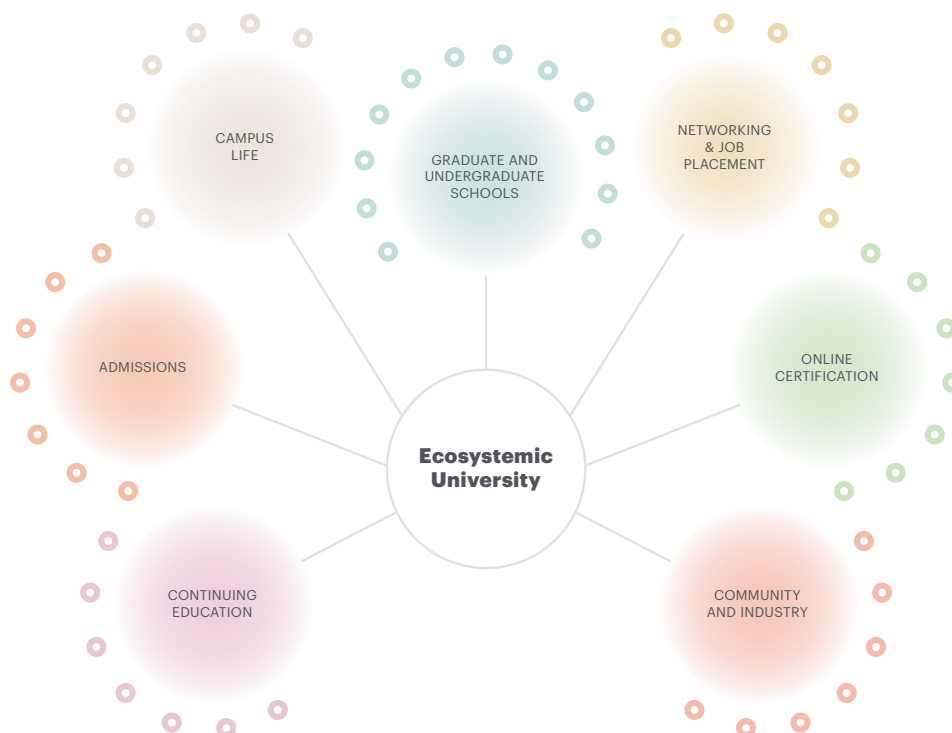 CAMPUS
LIFE
GRADUATE AND
UNDERGRADUATE
SCHOOLS
NETWORKING
& JOB
PLACEMENT
ADMISSIONS
ONLINE
CERTIFICATION
Ecosystemic
University
CONTINUING
EDUCATION
COMMUNITY
AND INDUSTRY